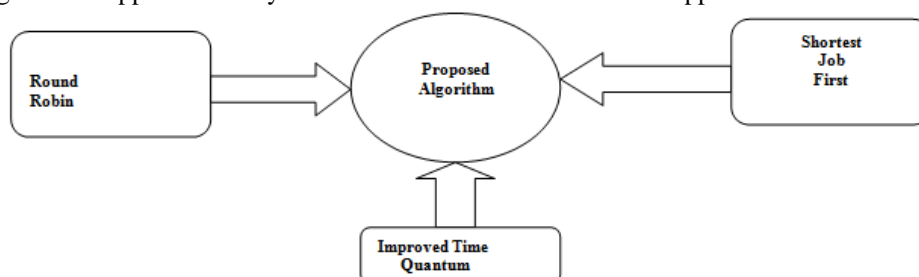 Round
Robin
Proposed
Algorithm
Shortest
Job
First
Improved Time
Quantum